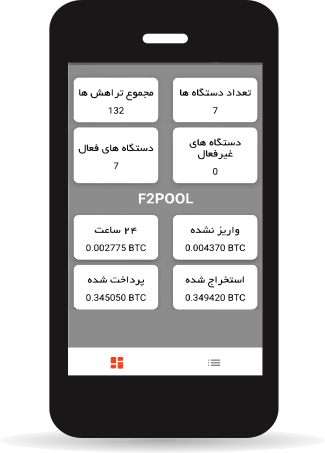 تعداد دستگاه ها
7
مجموع تراهش ها
132
دستگاه های
غیرفعال
0
دستگاه های فعال
7
F2POOL
واریز نشده
0.004370 BTC
۲۴ ساعت
0.002775 BTC
استخراج شده
0.349420 BTC
پرداخت شده
0.345050 BTC